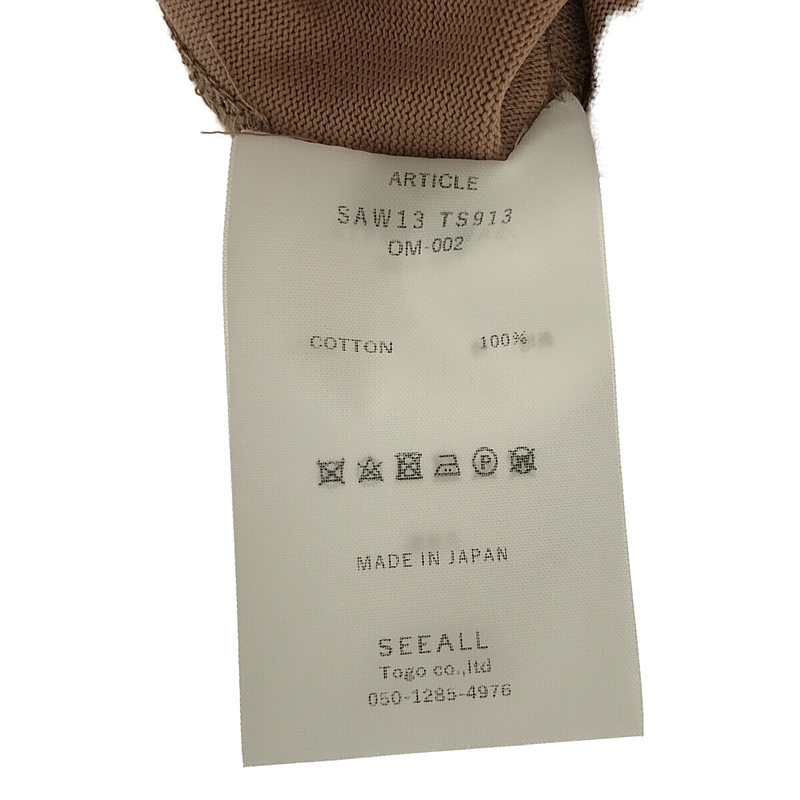 ARTICLE
SAW13 TS913
OM-002
COTTON 100%
MADE IN JAPAN
SEEALL
Togo co.,ltd
050-1285-4976